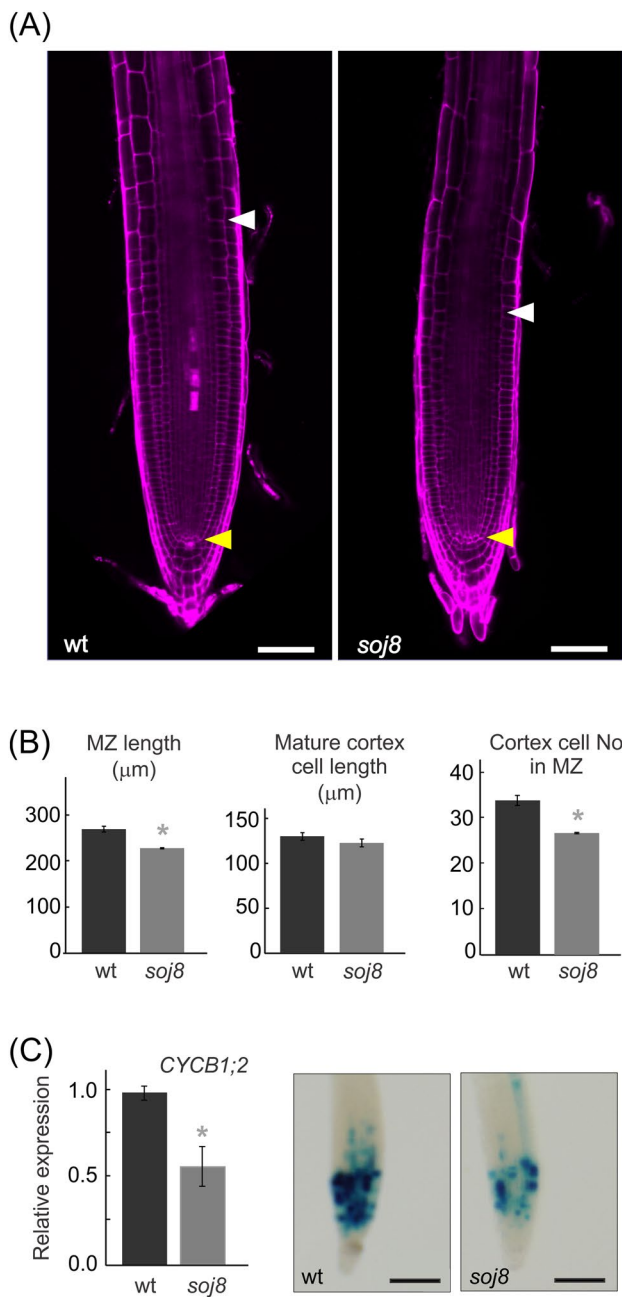 (A)
wt
soj8
(B)
MZ length
(μm)
300
200
100
0
wt
soj8
*
Mature cortex
cell length
(μm)
150
100
50
0
wt
soj8
Cortex cell No
in MZ
40
30
20
10
0
wt
soj8
*
(C)
CYCB1;2
Relative expression
1.0
0.5
0.0
wt
soj8
*
wt
soj8